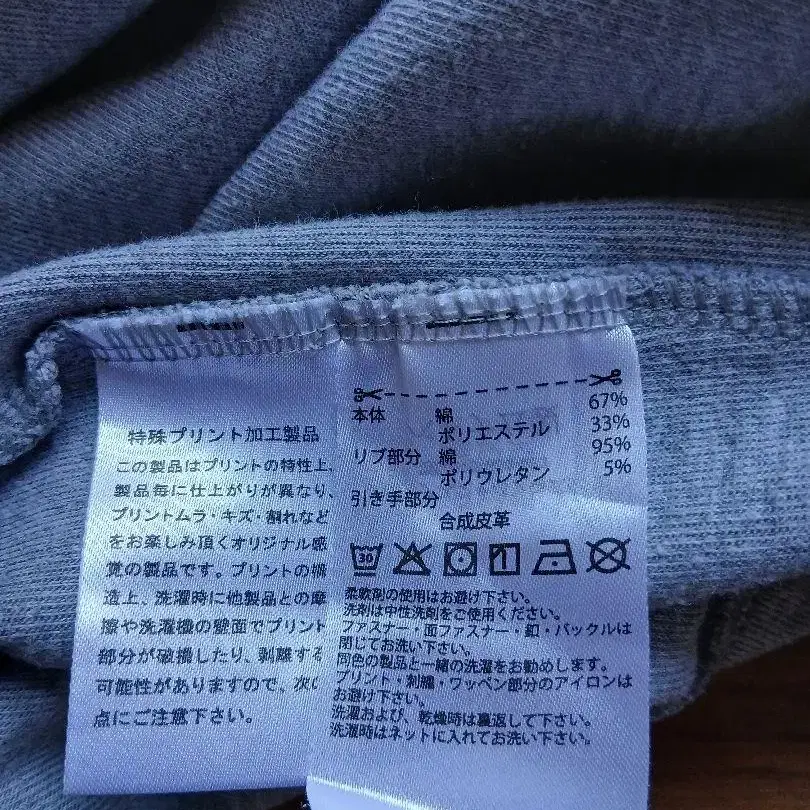 特殊プリント加工製品
この製品はプリントの特性上、
製品毎に仕上がりが異なり、
プリントムラ・キズ・割れなど
をお楽しみ頂くオリジナル感
覚の製品です。プリントの構
造上、洗濯時に他製品との摩
擦や洗濯機の壁面でプリント
部分が破損したり、剥離する
可能性がありますので、次の
点にご注意下さい。
本体 綿 67%
ポリエステル 33%
リブ部分 綿 95%
ポリウレタン 5%
引き手部分
合成皮革
30
柔軟剤の使用はお避け下さい。
洗剤は中性洗剤をご使用ください。
ファスナー・面ファスナー・釦・バックルは
閉じてお洗い下さい。
同色の製品と一緒の洗濯をお勧めします。
プリント・刺繍・ワッペン部分のアイロンは
お避け下さい。
洗濯および、乾燥時は裏返して下さい。
洗濯時はネットに入れてお洗い下さい。